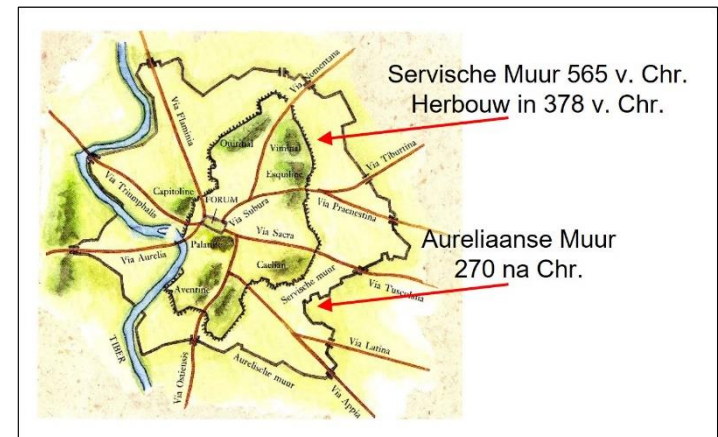 Servische Muur 565 v. Chr.
Herbouw in 378 v. Chr.
Aureliaanse Muur
270 na Chr.
Via Flaminia
Via Nomentana
Quirinal
Viminal
Esquiline
Via Tiburtina
Via Triumphalis
Capitoline
FORUM
Via Subura
Via Praenestina
Via Aurelia
Palatine
Via Sacra
Caelian
Servische muur
Via Tusculana
Aventine
TIBER
Via Ostiensis
Aurelische muur
Via Latina
Via Appia